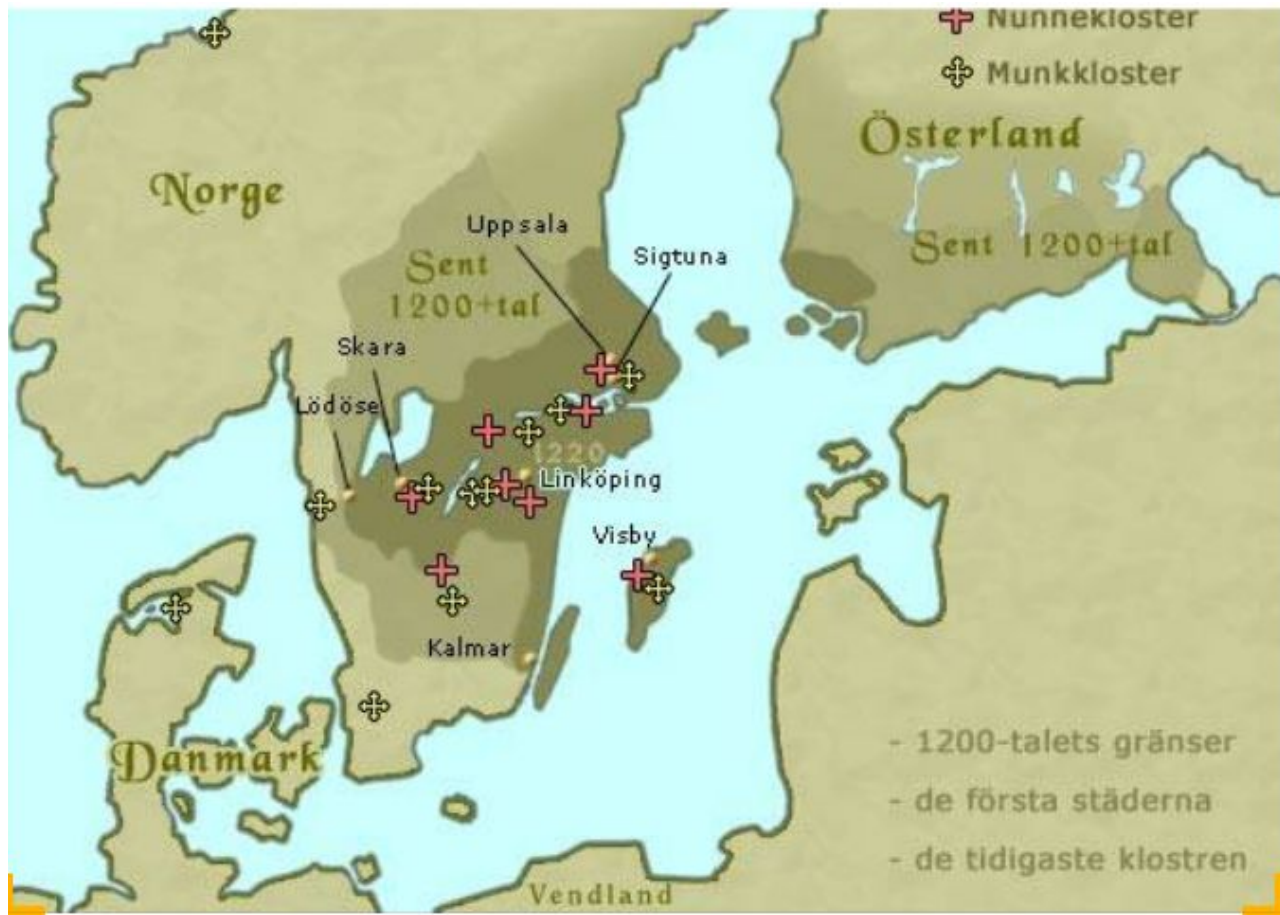 Nunnekloster
Munkkloster
Österland
Norge
Uppsala
Sigtuna
Sent 1200+tal
Sent
1200+tal
Skara
Lödöse
1220
Linköping
Visby
Kalmar
Danmark
- 1200-talets gränser
- de första städerna
- de tidigaste klostren
Vendland